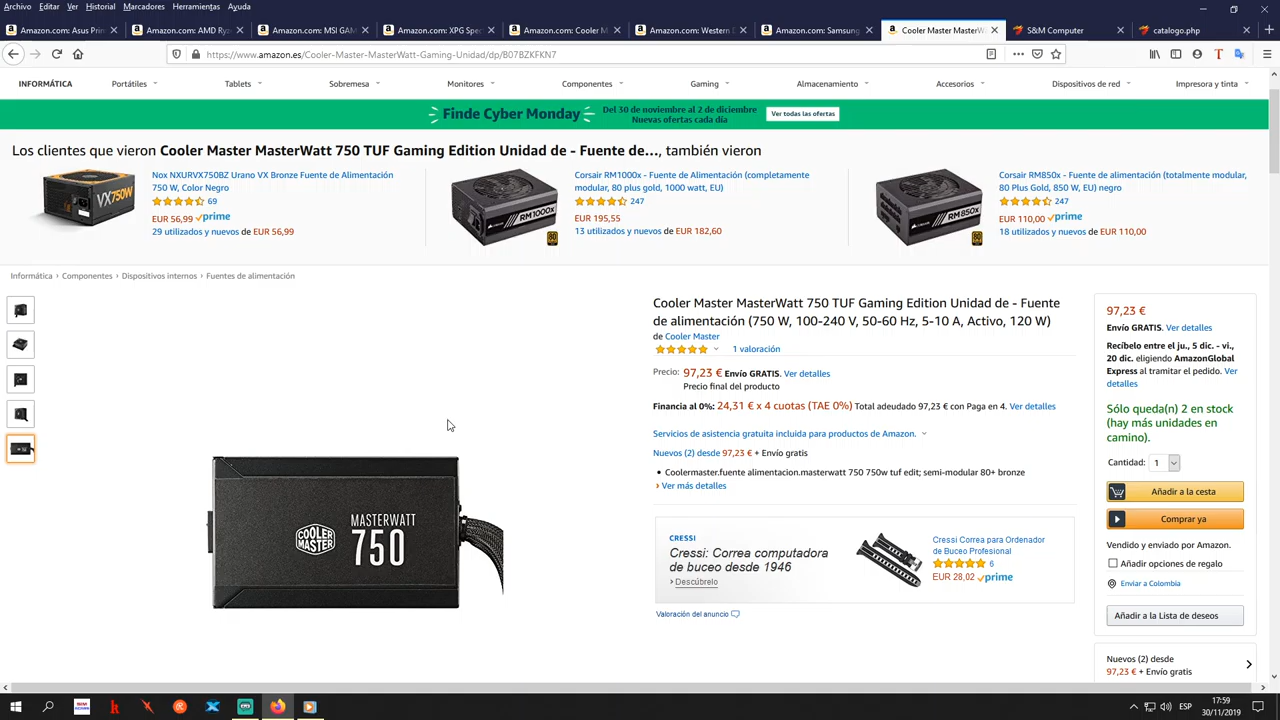 Archivo Editar Ver Historial Marcadores Herramientas Ayuda
Amazon.com: Asus Prim
Amazon.com: AMD Ryz
Amazon.com: MSI GAM
Amazon.com: XPG Spec
Amazon.com: Cooler M
Amazon.com: Western D
Amazon.com: Samsung
Cooler Master MasterWa
S&M Computer
catalogo.php
https://www.amazon.es/Cooler-Master-MasterWatt-Gaming-Unidad/dp/B07BZKFKN7
INFORMÁTICA Portátiles Tablets Sobremesa Monitores Componentes Gaming Almacenamiento Accesorios Dispositivos de red Impresora y tinta
Finde Cyber Monday
Del 30 de noviembre al 2 de diciembre
Nuevas ofertas cada día
Ver todas las ofertas
Los clientes que vieron Cooler Master MasterWatt 750 TUF Gaming Edition Unidad de - Fuente de..., también vieron
VX750W
Nox NXURVX750BZ Urano VX Bronze Fuente de Alimentación
750 W, Color Negro
69
EUR 56,99 prime
29 utilizados y nuevos de EUR 56,99
RM1000x
Corsair RM1000x - Fuente de Alimentación (completamente
modular, 80 plus gold, 1000 watt, EU)
247
EUR 195,55
13 utilizados y nuevos de EUR 182,60
RM850x
Corsair RM850x - Fuente de alimentación (totalmente modular,
80 Plus Gold, 850 W, EU) negro
247
EUR 110,00 prime
18 utilizados y nuevos de EUR 110,00
Informática › Componentes › Dispositivos internos › Fuentes de alimentación
COOLER
MASTER
MASTERWATT
750
Cooler Master MasterWatt 750 TUF Gaming Edition Unidad de - Fuente
de alimentación (750 W, 100-240 V, 50-60 Hz, 5-10 A, Activo, 120 W)
de Cooler Master
1 valoración
Precio: 97,23 € Envío GRATIS. Ver detalles
Precio final del producto
Financia al 0%: 24,31 € x 4 cuotas (TAE 0%) Total adeudado 97,23 € con Paga en 4. Ver detalles
Servicios de asistencia gratuita incluida para productos de Amazon.
Nuevos (2) desde 97,23 € + Envío gratis
• Coolermaster.fuente alimentacion.masterwatt 750 750w tuf edit; semi-modular 80+ bronze
› Ver más detalles
CRESSI
Cressi: Correa computadora
de buceo desde 1946
› Descúbrelo
Cressi Correa para Ordenador
de Buceo Profesional
6
EUR 28,02 prime
Valoración del anuncio
97,23 €
Envío GRATIS. Ver detalles
Recíbelo entre el ju., 5 dic. - vi.,
20 dic. eligiendo AmazonGlobal
Express al tramitar el pedido. Ver
detalles
Sólo queda(n) 2 en stock
(hay más unidades en
camino).
Cantidad: 1
Añadir a la cesta
Comprar ya
Vendido y enviado por Amazon.
Añadir opciones de regalo
Enviar a Colombia
Añadir a la Lista de deseos
Nuevos (2) desde
97,23 € + Envío gratis
ESP
17:59
30/11/2019